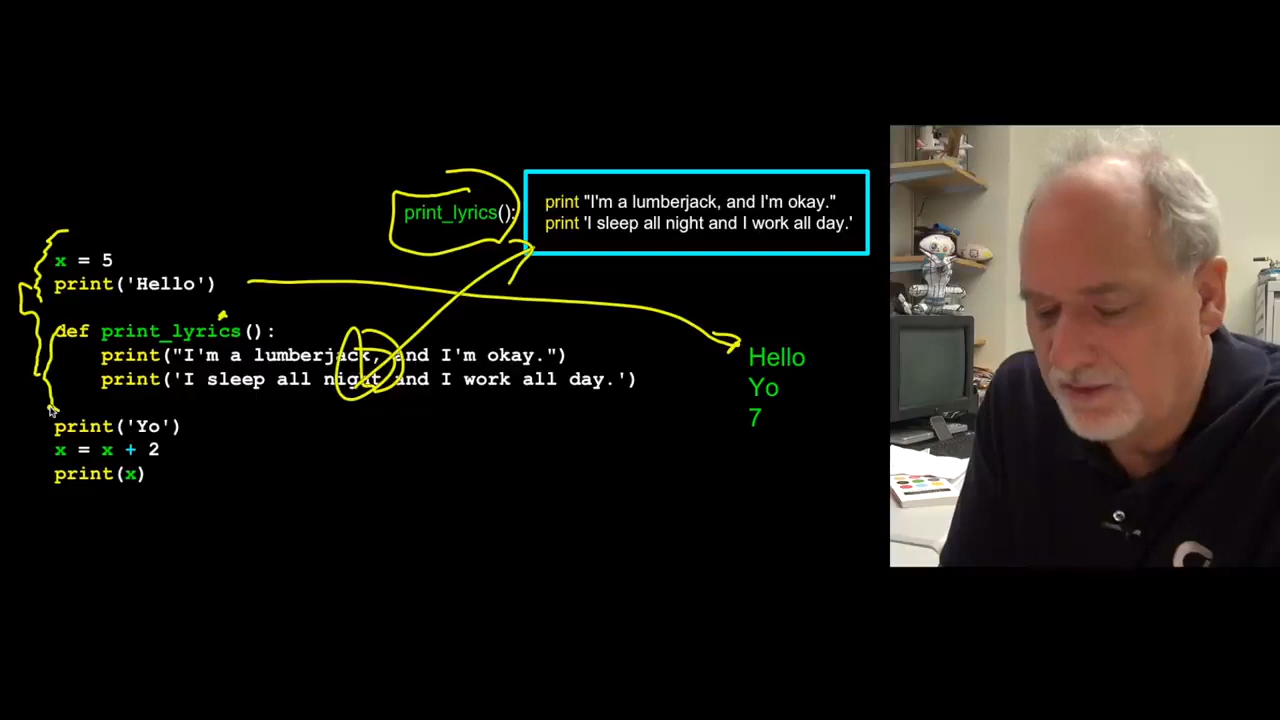 print_lyrics():
print "I'm a lumberjack, and I'm okay."
print 'I sleep all night and I work all day.'
x = 5
print('Hello')
def print_lyrics():
print("I'm a lumberjack, and I'm okay.")
print('I sleep all night and I work all day.')
print('Yo')
x = x + 2
print(x)
Hello
Yo
7